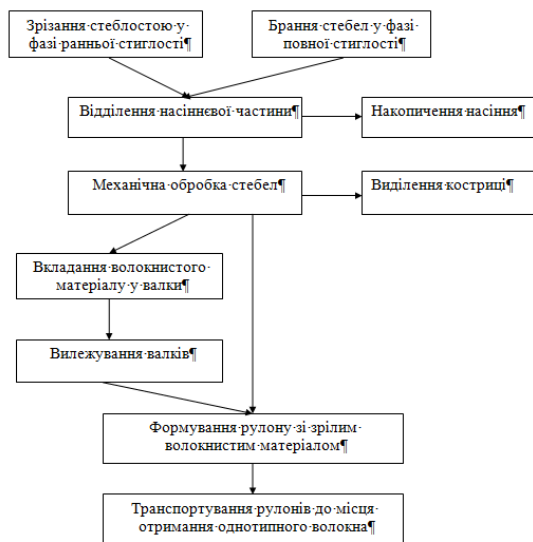 Зрізання·стеблостою·у·
фазі·ранньої·стиглості¶
Брання·стебел·у·фазі·
повної·стиглості¶
Відділення·насіннєвої·частини¶
Накопичення·насіння¶
Механічна·обробка·стебел¶
Виділення·костриці¶
Вкладання·волокнистого·
матеріалу·у·валки¶
Вилежування·валків¶
Формування·рулону·зі·зрілим·
волокнистим·матеріалом¶
Транспортування·рулонів·до·місця·
отримання·однотипного·волокна¶